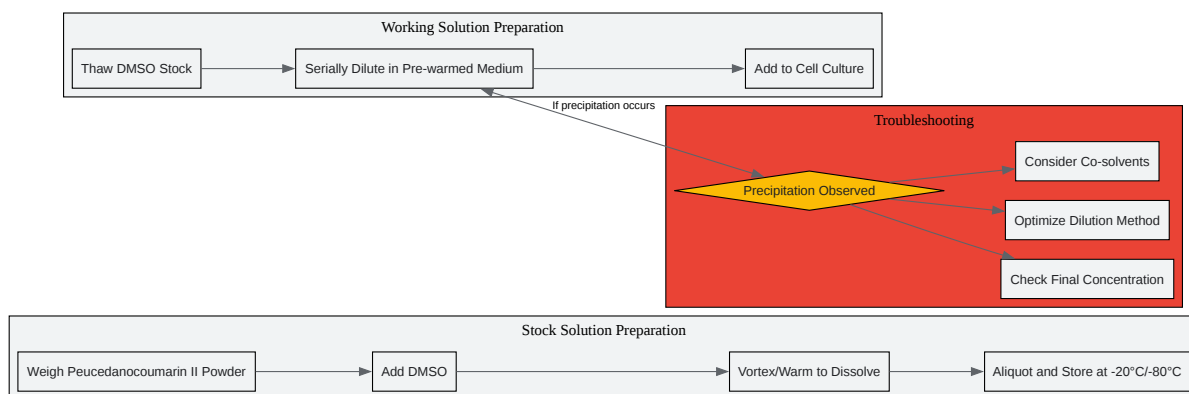 Working Solution Preparation
Thaw DMSO Stock
Serially Dilute in Pre-warmed Medium
Add to Cell Culture
If precipitation occurs
Troubleshooting
Consider Co-solvents
Precipitation Observed
Optimize Dilution Method
Check Final Concentration
Stock Solution Preparation
Weigh Peucedanocoumarin II Powder
Add DMSO
Vortex/Warm to Dissolve
Aliquot and Store at -20°C/-80°C